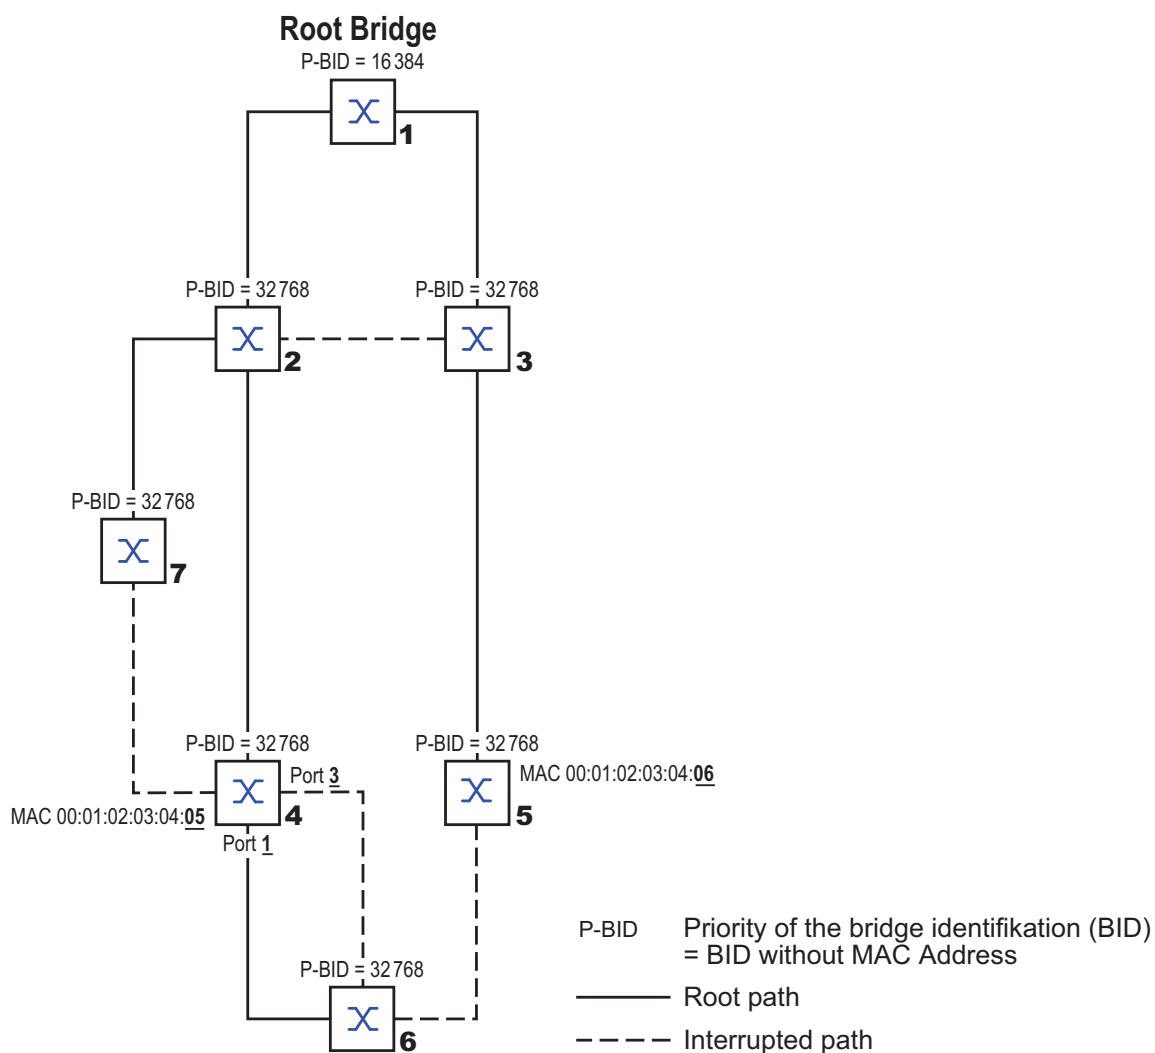 Root Bridge
P-BID = 16 384
1
P-BID = 32 768
P-BID = 32 768
2
3
P-BID = 32 768
7
P-BID = 32 768
P-BID = 32 768
Port 3
MAC 00:01:02:03:04:06
MAC 00:01:02:03:04:05
4
5
Port 1
P-BID = 32 768
6
P-BID Priority of the bridge identifikation (BID)
= BID without MAC Address
Root path
Interrupted path